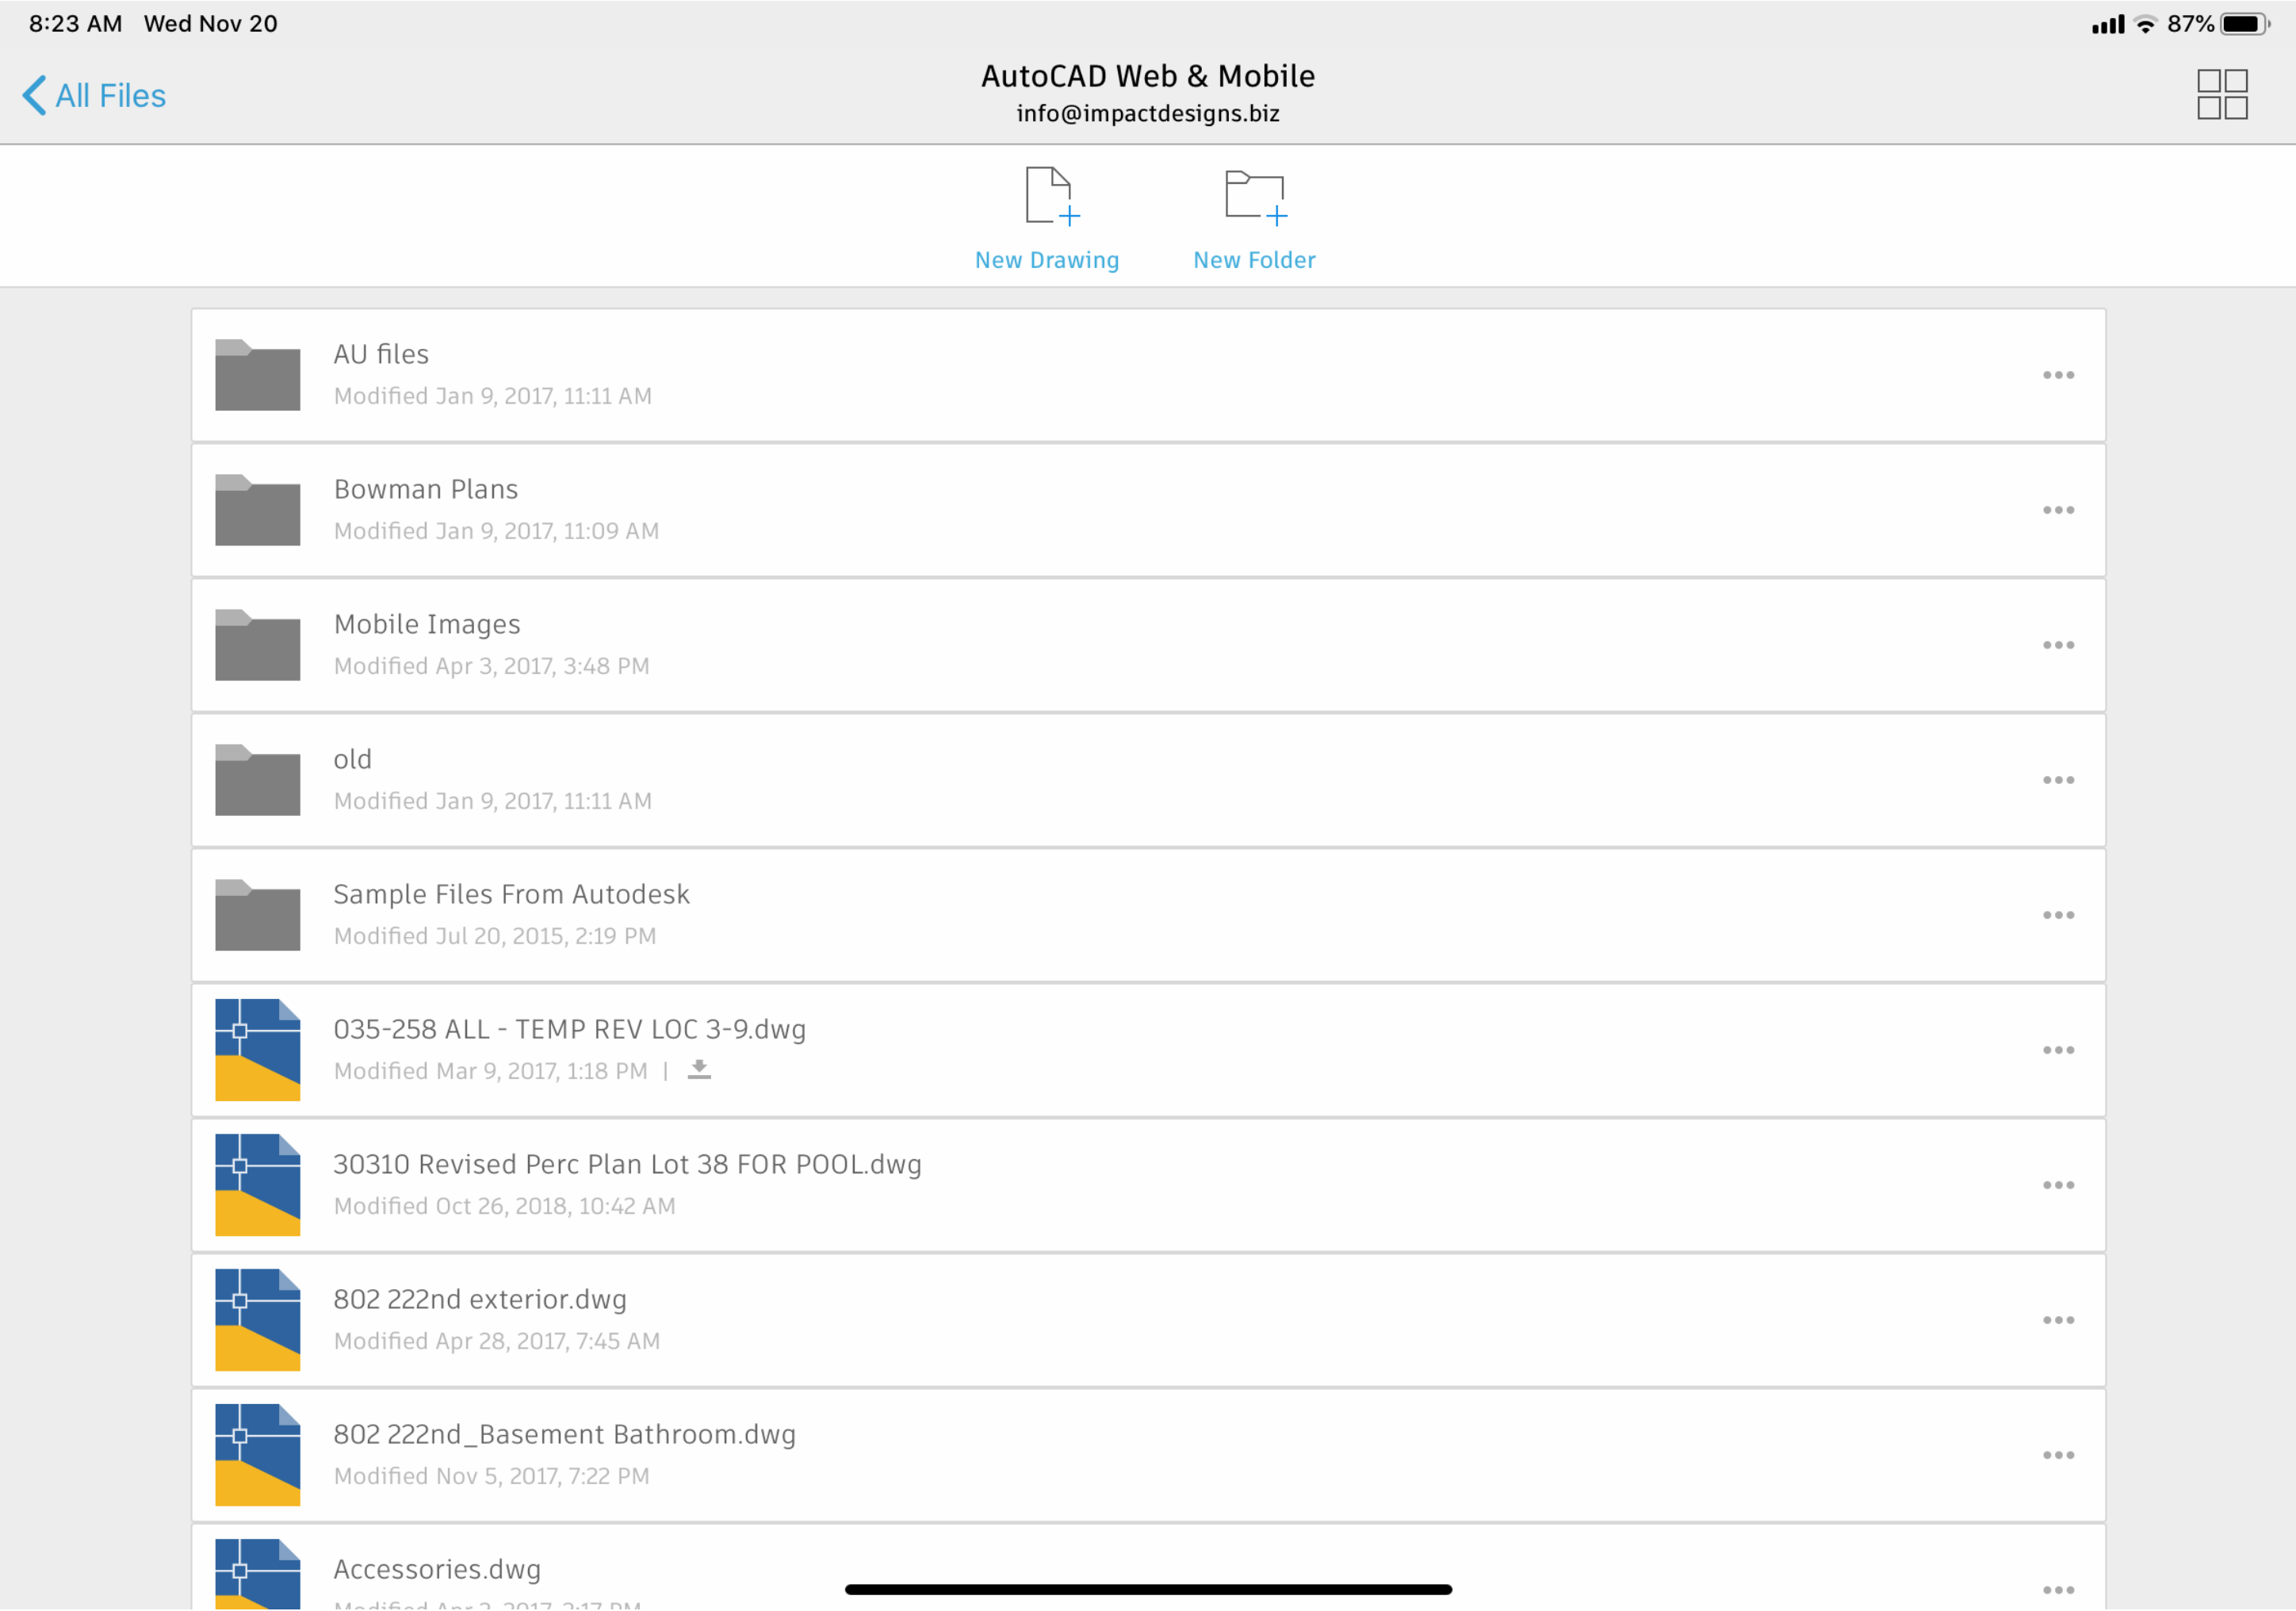 8:23 AM Wed Nov 20 87%
All Files
AutoCAD Web & Mobile
info@impactdesigns.biz
New Drawing New Folder
AU files
Modified Jan 9, 2017, 11:11 AM
Bowman Plans
Modified Jan 9, 2017, 11:09 AM
Mobile Images
Modified Apr 3, 2017, 3:48 PM
old
Modified Jan 9, 2017, 11:11 AM
Sample Files From Autodesk
Modified Jul 20, 2015, 2:19 PM
035-258 ALL - TEMP REV LOC 3-9.dwg
Modified Mar 9, 2017, 1:18 PM |
30310 Revised Perc Plan Lot 38 FOR POOL.dwg
Modified Oct 26, 2018, 10:42 AM
802 222nd exterior.dwg
Modified Apr 28, 2017, 7:45 AM
802 222nd_Basement Bathroom.dwg
Modified Nov 5, 2017, 7:22 PM
Accessories.dwg
Modified Apr